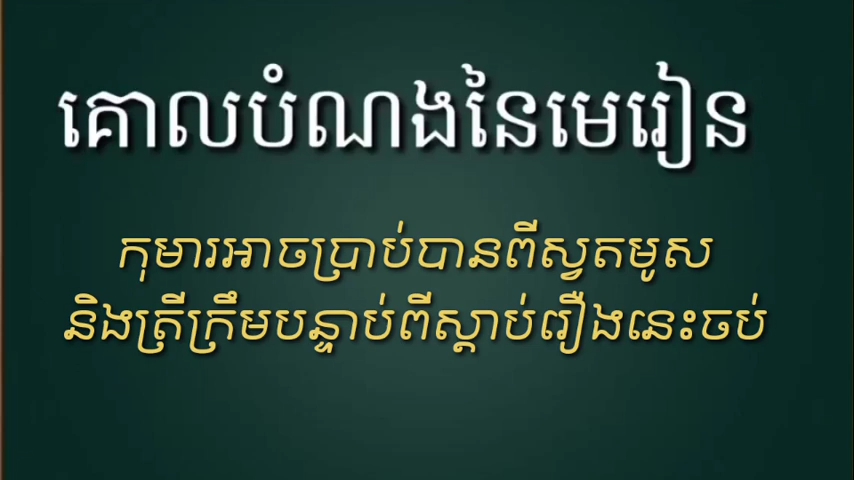 គោលបំណងនៃមេរៀន
កុមារអាចប្រាប់បានពីស្វតមូស
និងត្រីក្រឹមបន្ទាប់ពីស្តាប់រឿងនេះចប់